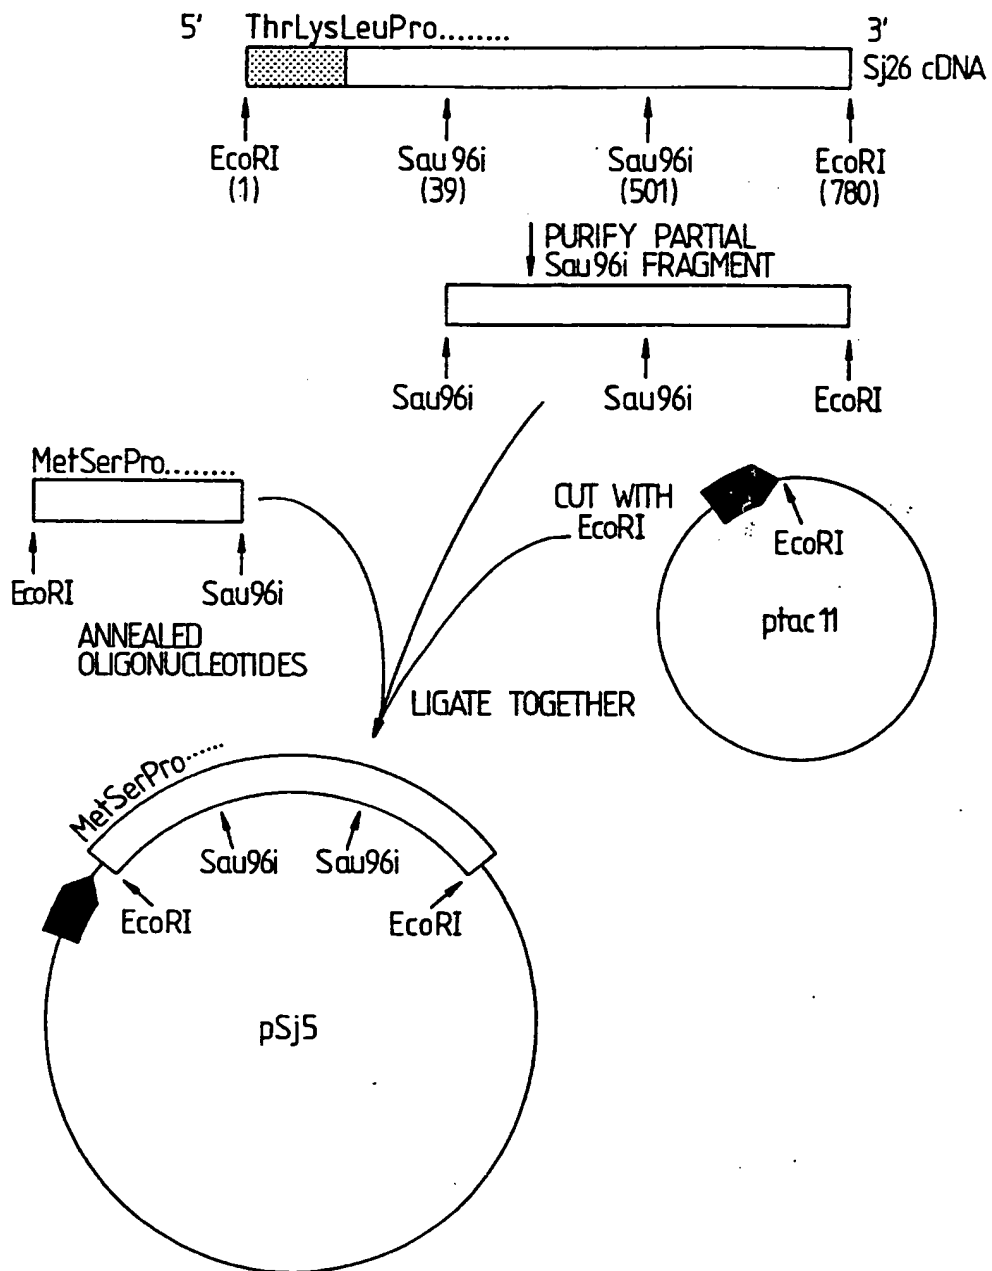 5' ThrLysLeuPro........ 3'
Sj26 cDNA
EcoRI Sau96i Sau96i EcoRI
(1) (39) (501) (780)
PURIFY PARTIAL
Sau96i FRAGMENT
Sau96i Sau96i EcoRI
MetSerPro........
EcoRI Sau96i
ANNEALED
OLIGONUCLEOTIDES
CUT WITH
EcoRI
EcoRI
ptac11
LIGATE TOGETHER
MetSerPro......
Sau96i Sau96i
EcoRI EcoRI
pSj5